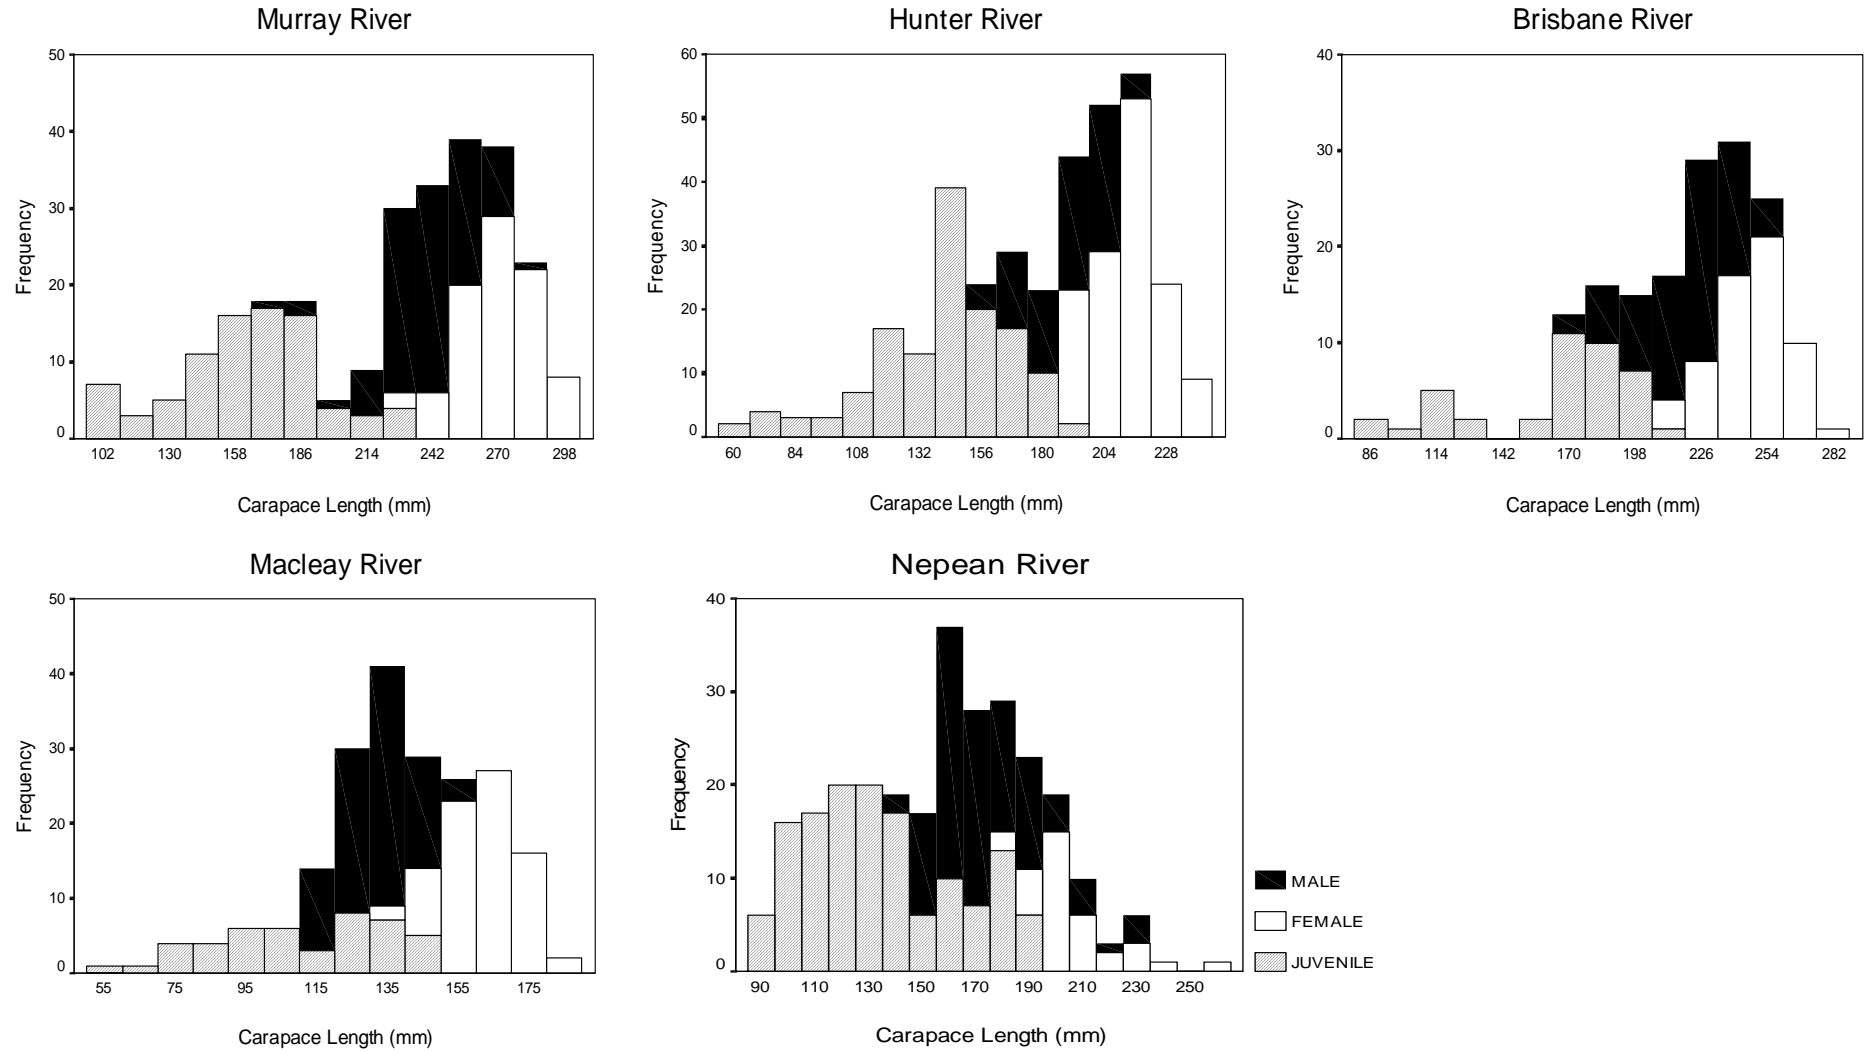 Murray River
50
40
30
20
10
0
Frequency
102 130 158 186 214 242 270 298
Carapace Length (mm)
Hunter River
60
50
40
30
20
10
0
Frequency
60 84 108 132 156 180 204 228
Carapace Length (mm)
Brisbane River
40
30
20
10
0
Frequency
86 114 142 170 198 226 254 282
Carapace Length (mm)
Macleay River
50
40
30
20
10
0
Frequency
55 75 95 115 135 155 175
Carapace Length (mm)
Nepean River
40
30
20
10
0
Frequency
90 110 130 150 170 190 210 230 250
Carapace Length (mm)
MALE
FEMALE
JUVENILE